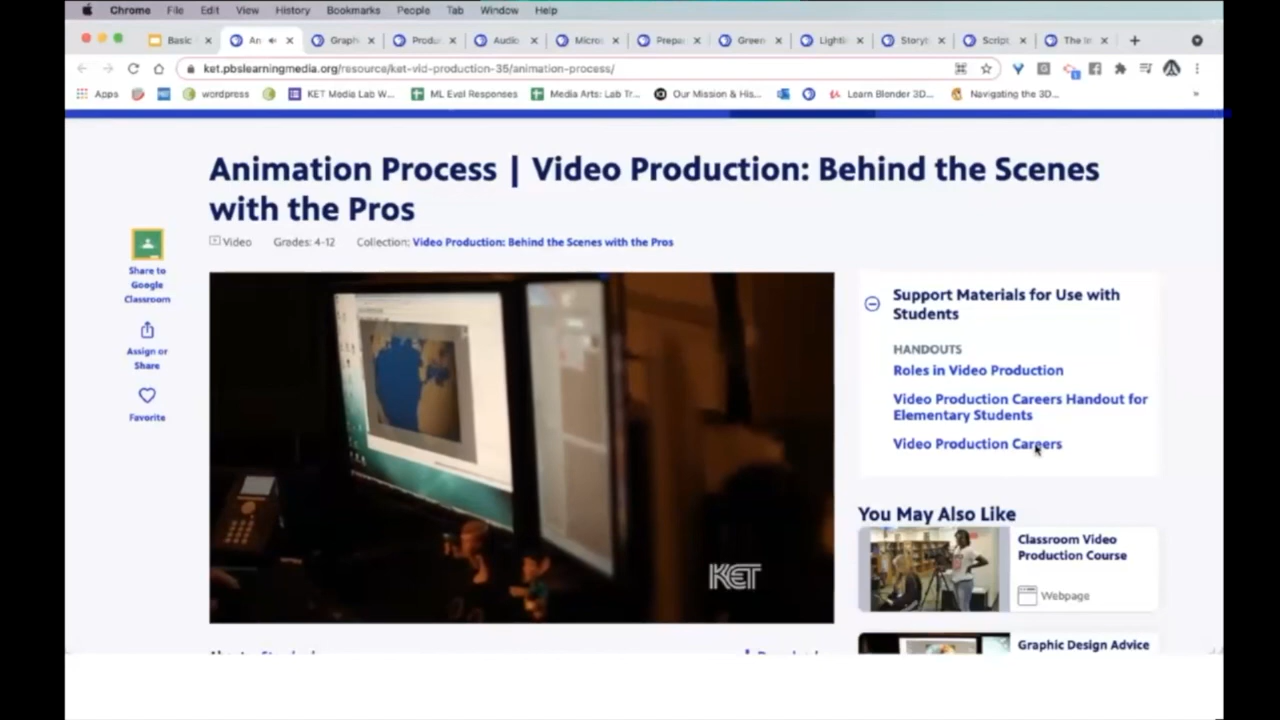 Chrome File Edit View History Bookmarks People Tab Window Help
Basic An Graph Produ Audio Micro Prepa Green Lighti Storyb Script The In
ket.pbslearningmedia.org/resource/ket-vid-production-35/animation-process/
Apps wordpress KET Media Lab W... ML Eval Responses Media Arts: Lab Tr... Our Mission & His... Learn Blender 3D... Navigating the 3D...
Animation Process | Video Production: Behind the Scenes
with the Pros
Video Grades: 4-12 Collection: Video Production: Behind the Scenes with the Pros
Share to
Google
Classroom
Assign or
Share
Favorite
KET
Support Materials for Use with
Students
HANDOUTS
Roles in Video Production
Video Production Careers Handout for
Elementary Students
Video Production Careers
You May Also Like
Classroom Video
Production Course
Webpage
Graphic Design Advice